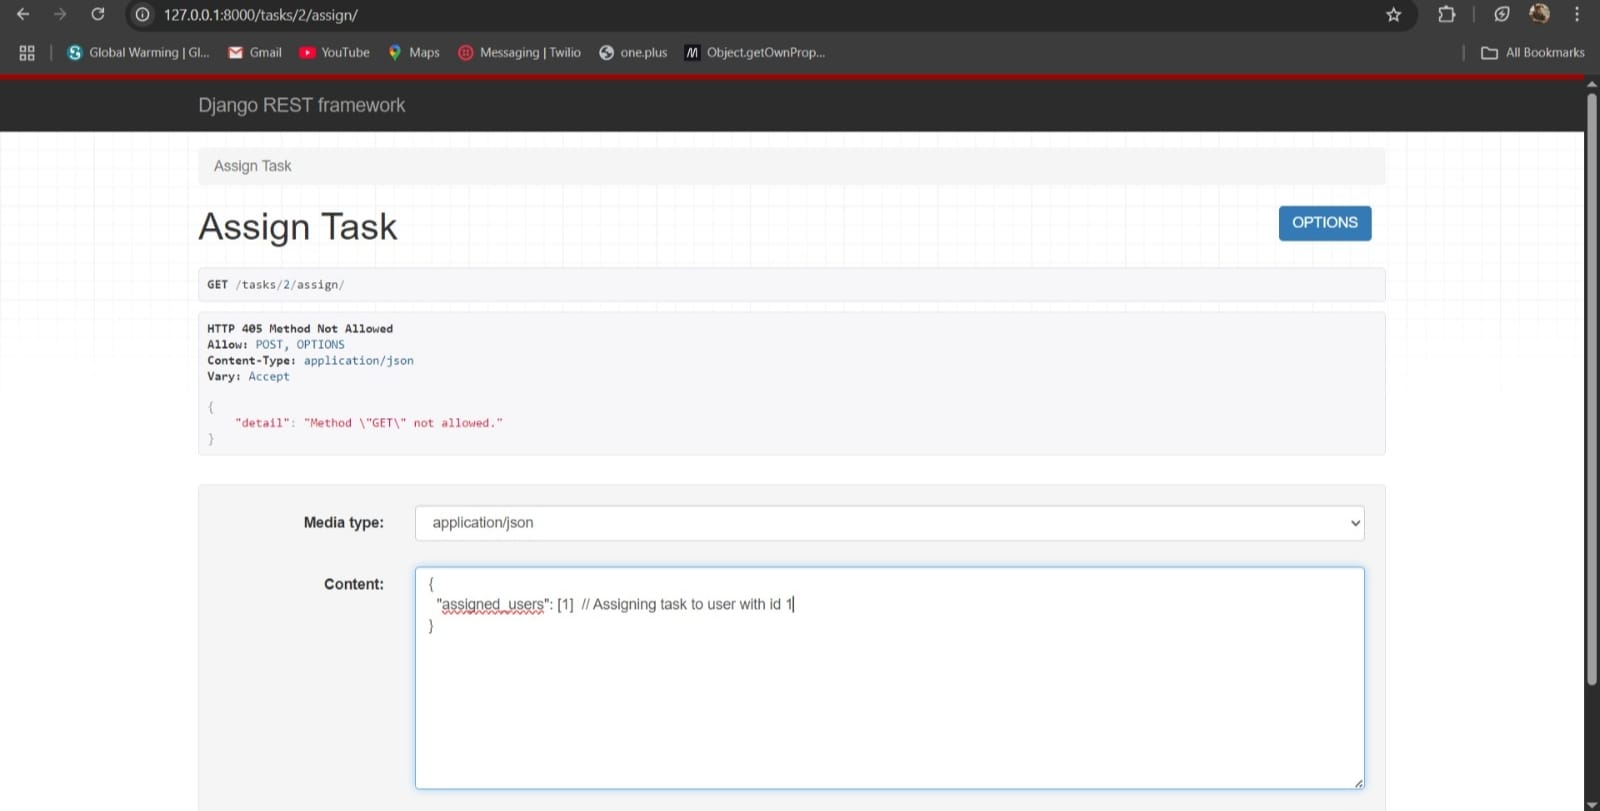 127.0.0.1:8000/tasks/2/assign/
Global Warming | Gl... Gmail YouTube Maps Messaging | Twilio one.plus Object.getOwnProp... All Bookmarks
Django REST framework
Assign Task
Assign Task
OPTIONS
GET /tasks/2/assign/
HTTP 405 Method Not Allowed
Allow: POST, OPTIONS
Content-Type: application/json
Vary: Accept
{
"detail": "Method \"GET\" not allowed."
}
Media type: application/json
Content:
{
"assigned_users": [1] // Assigning task to user with id 1
}